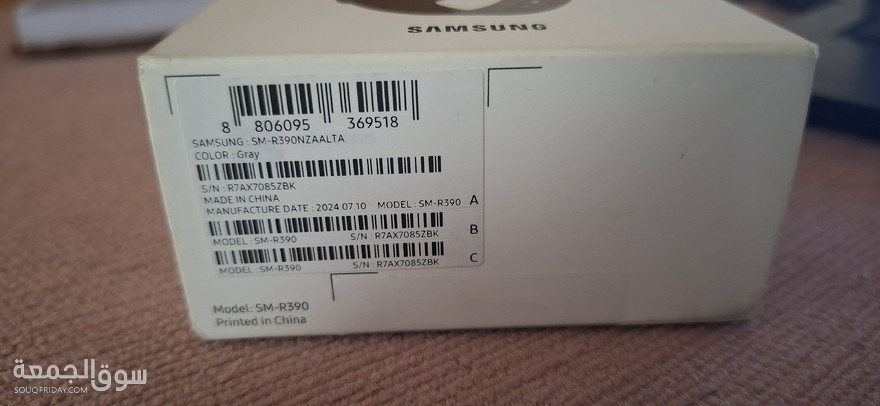 SAMSUNG
8 806095 369518
SAMSUNG : SM-R390NZAALTA
COLOR : Gray
S/N : R7AX7085ZBK
MADE IN CHINA
MANUFACTURE DATE : 2024.07.10 MODEL : SM-R390 A
MODEL : SM-R390 S/N : R7AX7085ZBK B
MODEL : SM-R390 S/N : R7AX7085ZBK C
Model: SM-R390
Printed in China
سوق الجمعة
SOUQFRIDAY.COM